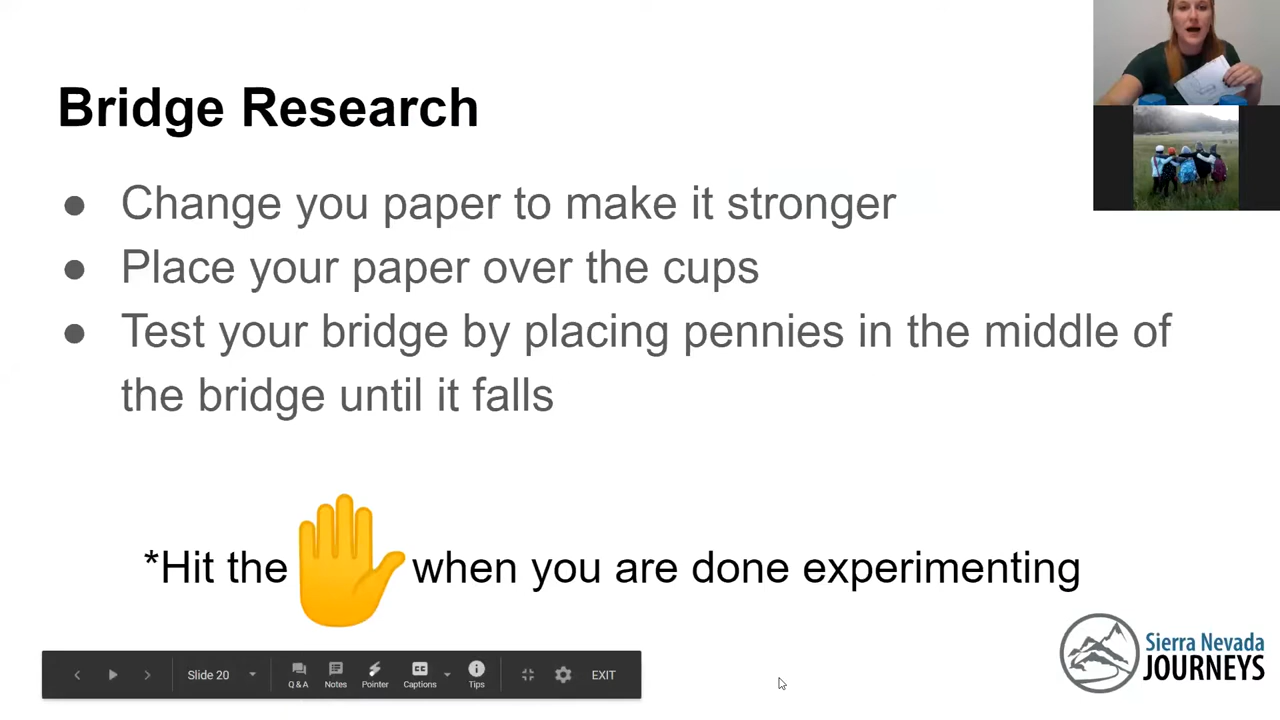 Bridge Research
● Change you paper to make it stronger
● Place your paper over the cups
● Test your bridge by placing pennies in the middle of
the bridge until it falls
*Hit the ✋ when you are done experimenting
Sierra Nevada
JOURNEYS
Slide 20
Q & A
Notes
Pointer
Captions
Tips
EXIT